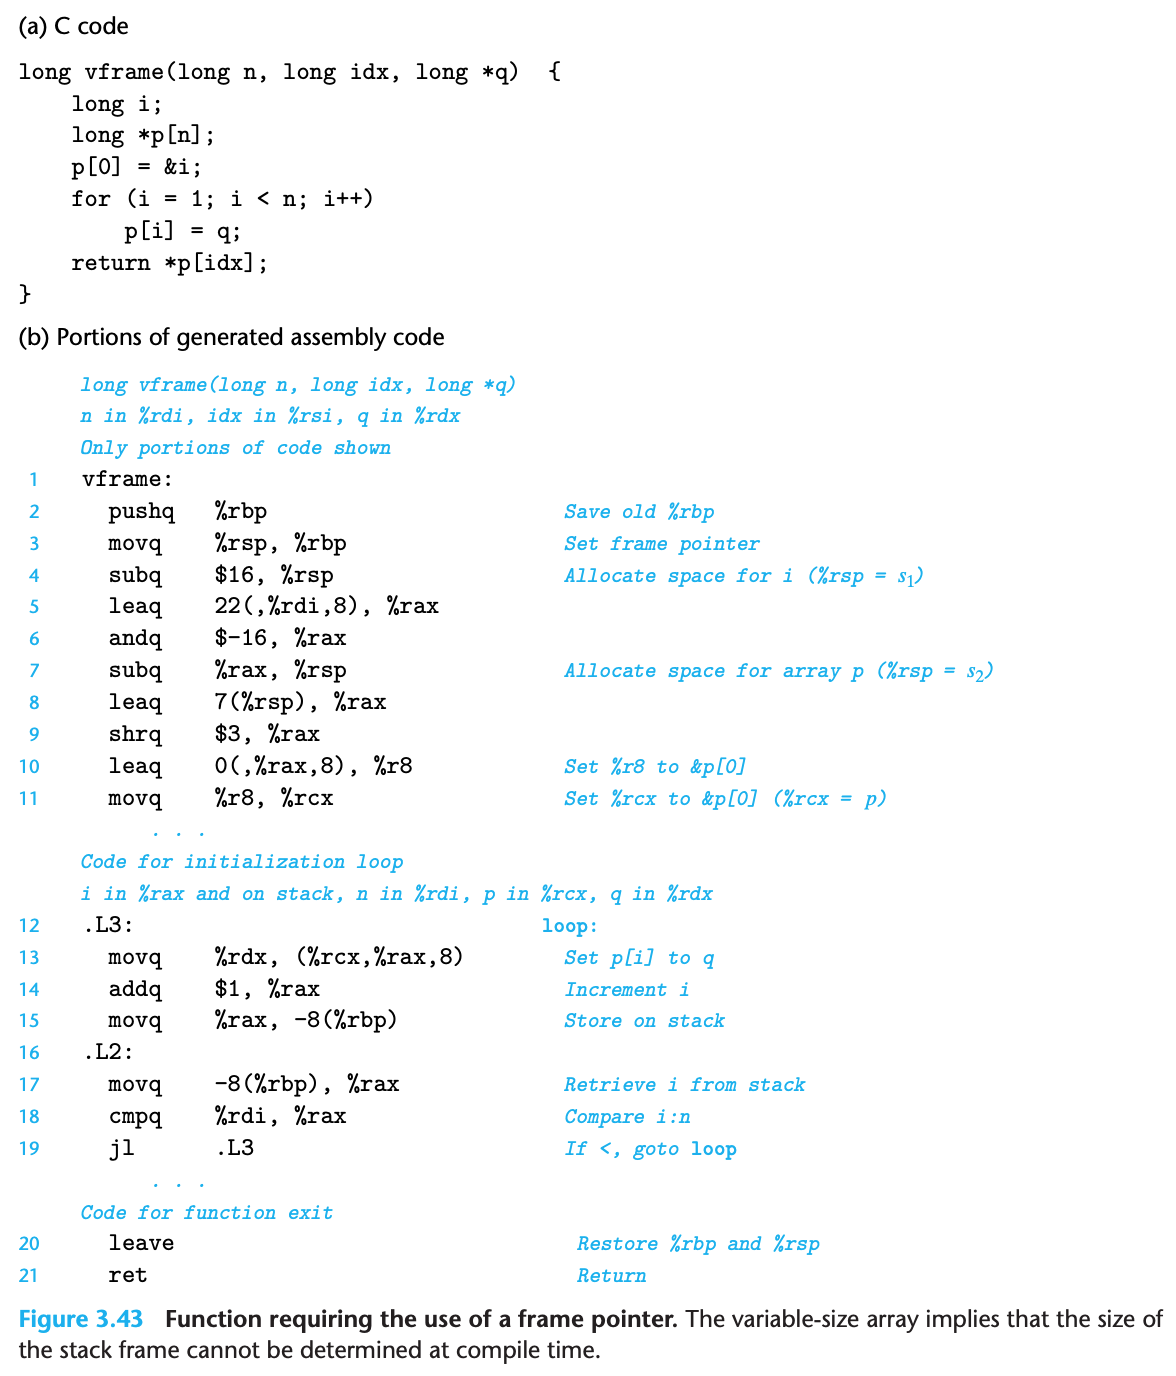 (a) C code
long vframe(long n, long idx, long *q)  {
    long i;
    long *p[n];
    p[0] = &i;
    for (i = 1; i < n; i++)
        p[i] = q;
    return *p[idx];
}
(b) Portions of generated assembly code
long vframe(long n, long idx, long *q)
n in %rdi, idx in %rsi, q in %rdx
Only portions of code shown
1 vframe:
2 pushq %rbp Save old %rbp
3 movq %rsp, %rbp Set frame pointer
4 subq $16, %rsp Allocate space for i (%rsp = s₁)
5 leaq 22(,%rdi,8), %rax
6 andq $-16, %rax
7 subq %rax, %rsp Allocate space for array p (%rsp = s₂)
8 leaq 7(%rsp), %rax
9 shrq $3, %rax
10 leaq 0(,%rax,8), %r8 Set %r8 to &p[0]
11 movq %r8, %rcx Set %rcx to &p[0] (%rcx = p)
. . .
Code for initialization loop
i in %rax and on stack, n in %rdi, p in %rcx, q in %rdx
12 .L3: loop:
13 movq %rdx, (%rcx,%rax,8) Set p[i] to q
14 addq $1, %rax Increment i
15 movq %rax, -8(%rbp) Store on stack
16 .L2:
17 movq -8(%rbp), %rax Retrieve i from stack
18 cmpq %rdi, %rax Compare i:n
19 jl .L3 If <, goto loop
. . .
Code for function exit
20 leave Restore %rbp and %rsp
21 ret Return
Figure 3.43 Function requiring the use of a frame pointer. The variable-size array implies that the size of
the stack frame cannot be determined at compile time.